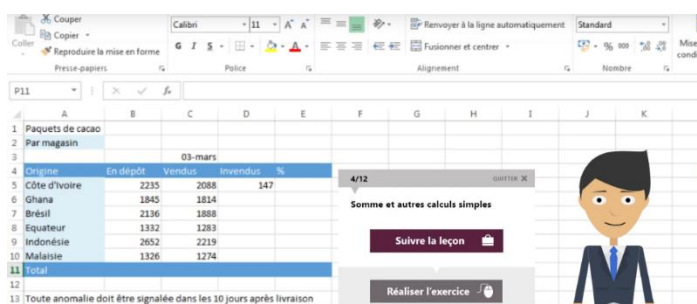 Couper
Calibri 11 A A
Renvoyer à la ligne automatiquement
Standard
Coller
Copier
Reproduire la mise en forme
G I S
Fusionner et centrer
% 000
Mise
condi
Presse-papiers
Police
Alignement
Nombre
P11
fx
A B C D E F G H I J K
1 Paquets de cacao
2 Par magasin
3 03-mars
4 Origine En dépôt Vendus Invendus %
5 Côte d'Ivoire 2235 2088 147
6 Ghana 1845 1814
7 Brésil 2136 1888
8 Equateur 1332 1283
9 Indonésie 2652 2219
10 Malaisie 1326 1274
11 Total
12
13 Toute anomalie doit être signalée dans les 10 jours après livraison
4/12
QUITTER X
Somme et autres calculs simples
Suivre la leçon
Réaliser l'exercice